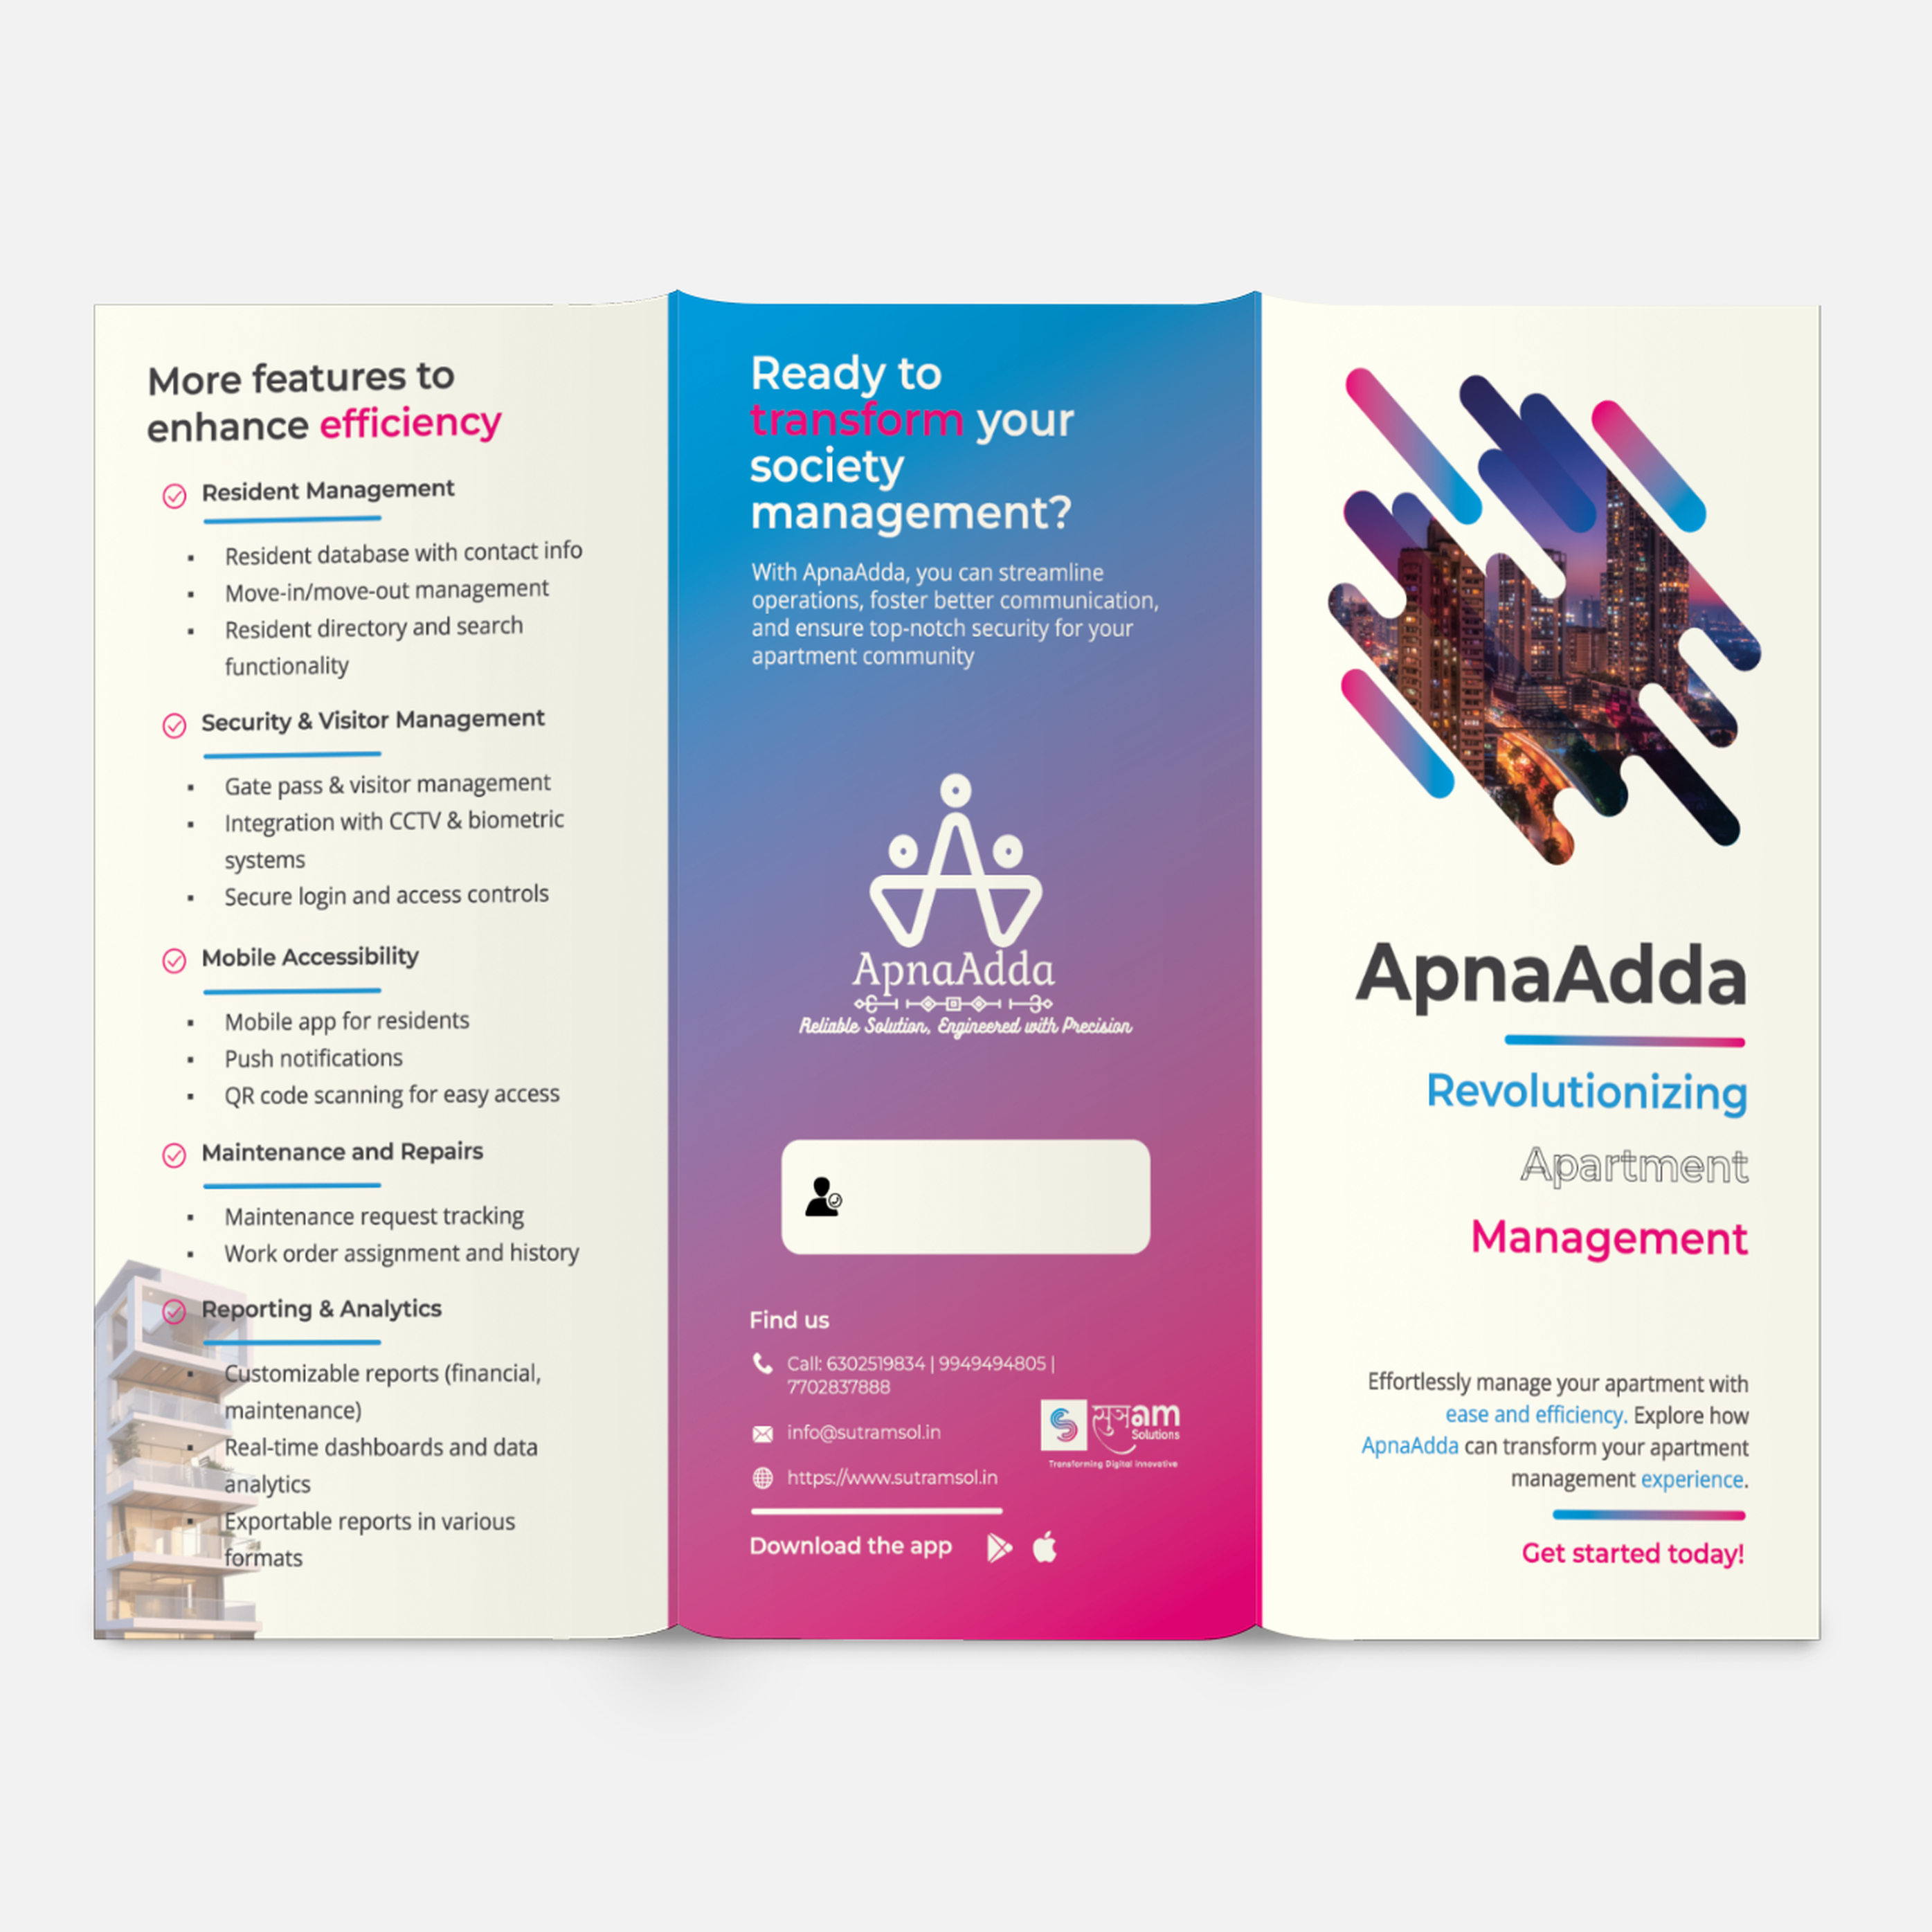 More features to
enhance efficiency
Resident Management
▪ Resident database with contact info
▪ Move-in/move-out management
▪ Resident directory and search
functionality
Security & Visitor Management
▪ Gate pass & visitor management
▪ Integration with CCTV & biometric
systems
▪ Secure login and access controls
Mobile Accessibility
▪ Mobile app for residents
▪ Push notifications
▪ QR code scanning for easy access
Maintenance and Repairs
▪ Maintenance request tracking
▪ Work order assignment and history
Reporting & Analytics
▪ Customizable reports (financial,
maintenance)
▪ Real-time dashboards and data
analytics
▪ Exportable reports in various
formats
Ready to
transform your
society
management?
With ApnaAdda, you can streamline
operations, foster better communication,
and ensure top-notch security for your
apartment community
ApnaAdda
Reliable Solution, Engineered with Precision
Find us
Call: 6302519834 | 9949494805 |
7702837888
info@sutramsol.in
https://www.sutramsol.in
am
Solutions
Transforming Digital Innovative
Download the app
ApnaAdda
Revolutionizing
Apartment
Management
Effortlessly manage your apartment with
ease and efficiency. Explore how
ApnaAdda can transform your apartment
management experience.
Get started today!